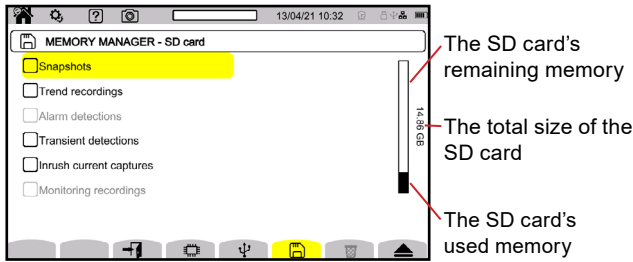 ?
13/04/21 10:32
MEMORY MANAGER - SD card
Snapshots
Trend recordings
Alarm detections
Transient detections
Inrush current captures
Monitoring recordings
14.86 GB
The SD card's
remaining memory
The total size of the
SD card
The SD card's
used memory